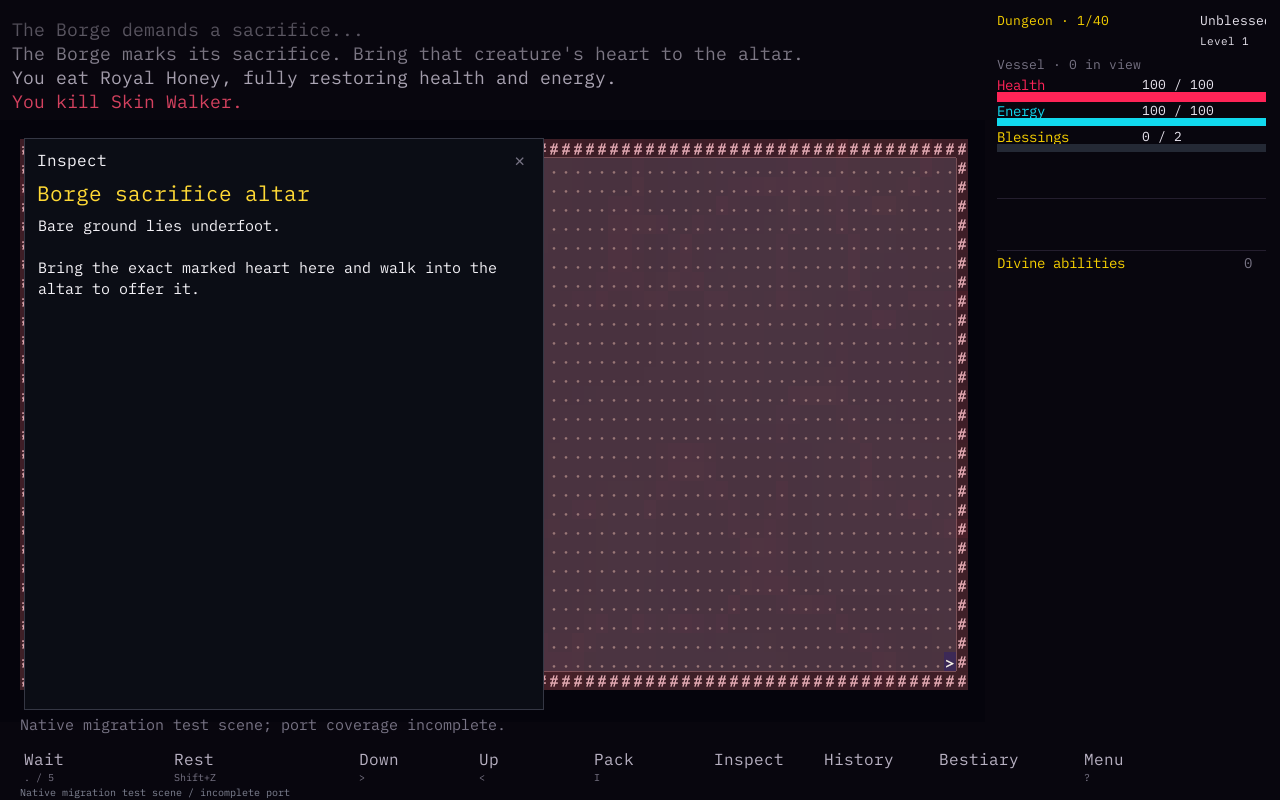 The Borge demands a sacrifice...
The Borge marks its sacrifice. Bring that creature's heart to the altar.
You eat Royal Honey, fully restoring health and energy.
You kill Skin Walker.
Dungeon · 1/40
Level 1
Vessel · 0 in view
Health 100 / 100
Energy 100 / 100
Blessings 0 / 2
Divine abilities 0
Inspect ×
Borge sacrifice altar
Bare ground lies underfoot.
Bring the exact marked heart here and walk into the
altar to offer it.
>
Native migration test scene; port coverage incomplete.
Wait Rest Down Up Pack Inspect History Bestiary Menu
. / 5 Shift+Z > < I ?
Native migration test scene / incomplete port